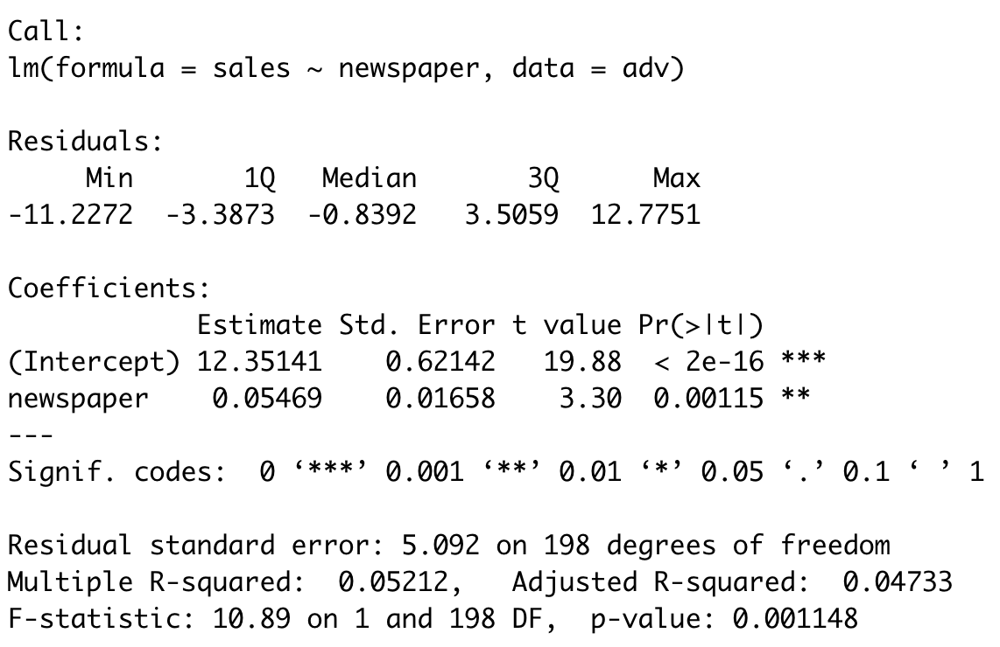 Call:
lm(formula = sales ~ newspaper, data = adv)

Residuals:
     Min       1Q   Median       3Q      Max
-11.2272  -3.3873  -0.8392   3.5059  12.7751

Coefficients:
            Estimate Std. Error t value Pr(>|t|)
(Intercept) 12.35141    0.62142   19.88  < 2e-16 ***
newspaper    0.05469    0.01658    3.30  0.00115 **
---
Signif. codes:  0 ‘***’ 0.001 ‘**’ 0.01 ‘*’ 0.05 ‘.’ 0.1 ‘ ’ 1

Residual standard error: 5.092 on 198 degrees of freedom
Multiple R-squared:  0.05212,   Adjusted R-squared:  0.04733
F-statistic: 10.89 on 1 and 198 DF,  p-value: 0.001148